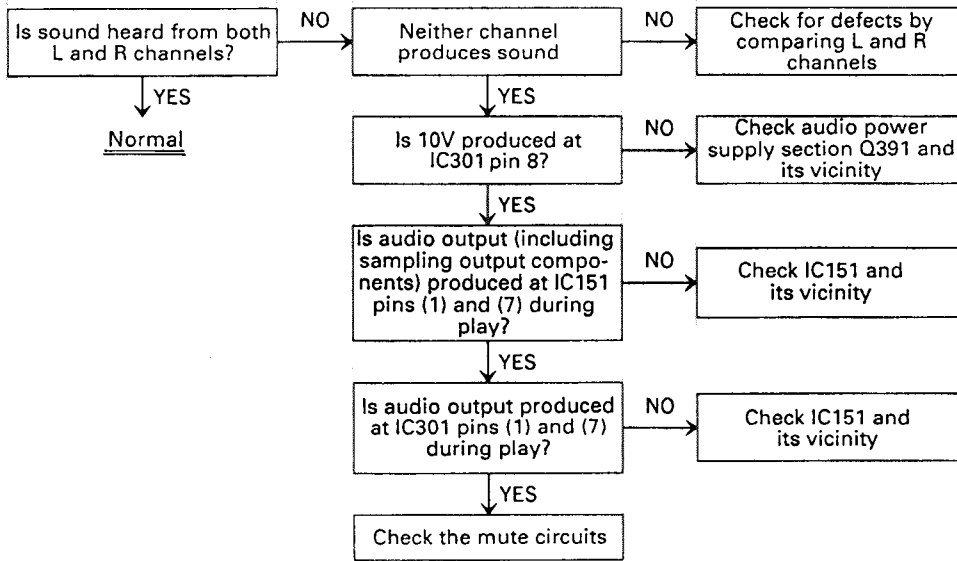 Is sound heard from both
L and R channels?
NO
Neither channel
produces sound
NO
Check for defects by
comparing L and R
channels
YES
Normal
YES
Is 10V produced at
IC301 pin 8?
NO
Check audio power
supply section Q391 and
its vicinity
YES
Is audio output (including
sampling output compo-
nents) produced at IC151
pins (1) and (7) during
play?
NO
Check IC151 and
its vicinity
YES
Is audio output produced
at IC301 pins (1) and (7)
during play?
NO
Check IC151 and
its vicinity
YES
Check the mute circuits